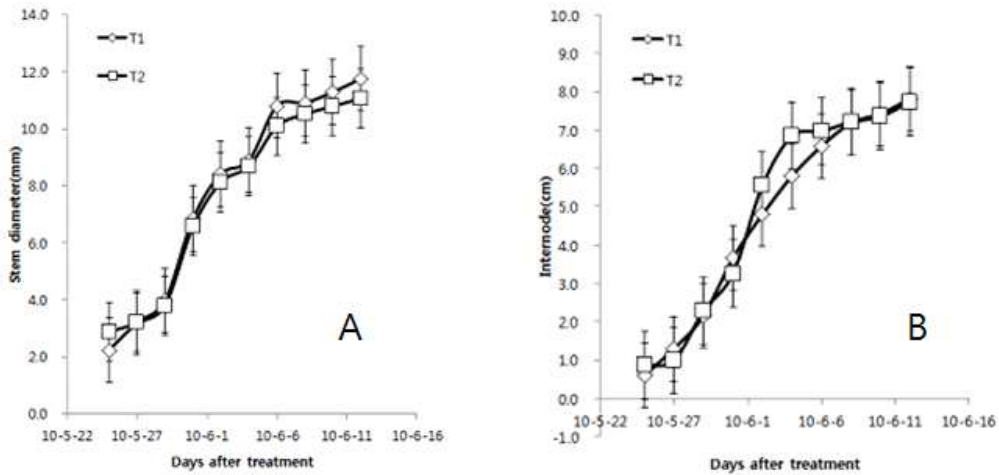 14.0
12.0
10.0
8.0
6.0
4.0
2.0
0.0
Stem diameter(mm)
T1
T2
A
10-5-22 10-5-27 10-6-1 10-6-6 10-6-11 10-6-16
Days after treatment
10.0
9.0
8.0
7.0
6.0
5.0
4.0
3.0
2.0
1.0
0.0
-1.0
Internode(cm)
T1
T2
B
10-5-22 10-5-27 10-6-1 10-6-6 10-6-11 10-6-16
Days after treatment